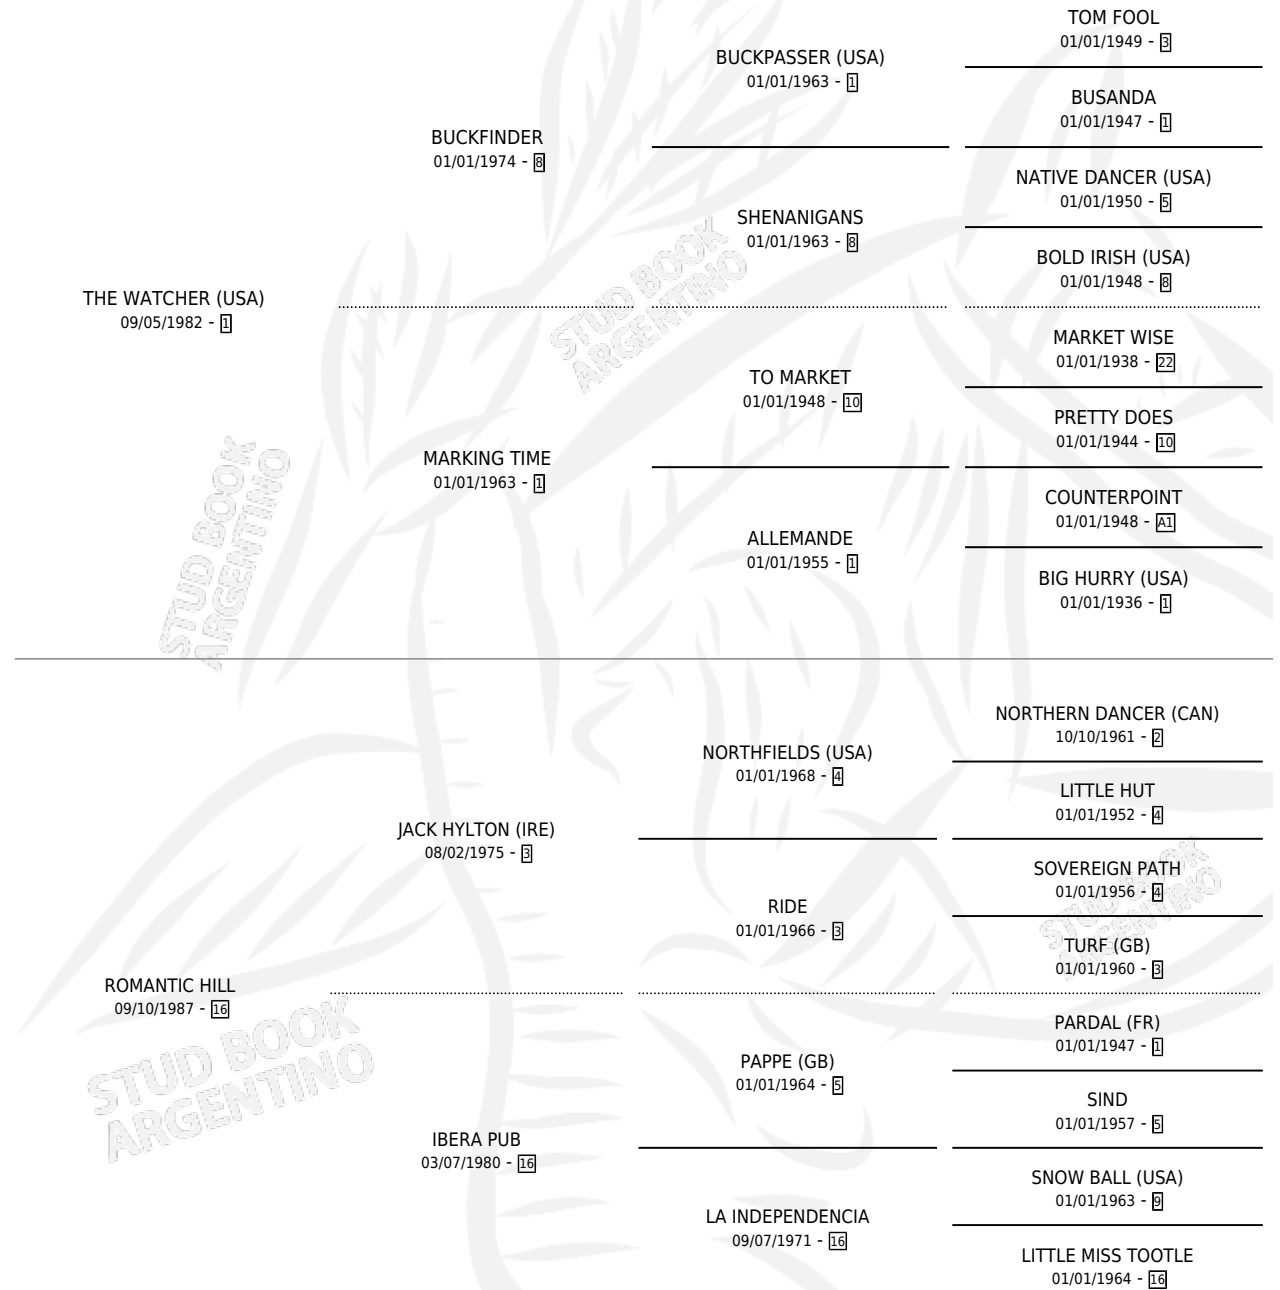 TOM FOOL
01/01/1949 - 3
BUCKPASSER (USA)
01/01/1963 - 1
BUSANDA
01/01/1947 - 1
BUCKFINDER
01/01/1974 - 8
NATIVE DANCER (USA)
01/01/1950 - 5
SHENANIGANS
01/01/1963 - 8
BOLD IRISH (USA)
01/01/1948 - 8
THE WATCHER (USA)
09/05/1982 - 1
MARKET WISE
01/01/1938 - 22
TO MARKET
01/01/1948 - 10
PRETTY DOES
01/01/1944 - 10
MARKING TIME
01/01/1963 - 1
COUNTERPOINT
01/01/1948 - A1
ALLEMANDE
01/01/1955 - 1
BIG HURRY (USA)
01/01/1936 - 1
NORTHERN DANCER (CAN)
10/10/1961 - 2
NORTHFIELDS (USA)
01/01/1968 - 4
LITTLE HUT
01/01/1952 - 4
JACK HYLTON (IRE)
08/02/1975 - 3
SOVEREIGN PATH
01/01/1956 - 4
RIDE
01/01/1966 - 3
TURF (GB)
01/01/1960 - 3
ROMANTIC HILL
09/10/1987 - 16
PARDAL (FR)
01/01/1947 - 1
PAPPE (GB)
01/01/1964 - 5
SIND
01/01/1957 - 5
IBERA PUB
03/07/1980 - 16
SNOW BALL (USA)
01/01/1963 - 9
LA INDEPENDENCIA
09/07/1971 - 16
LITTLE MISS TOOTLE
01/01/1964 - 16
STUD BOOK
ARGENTINO
STUD BOOK
ARGENTINO
STUD BOOK
ARGENTINO
STUD BOOK
ARGENTINO